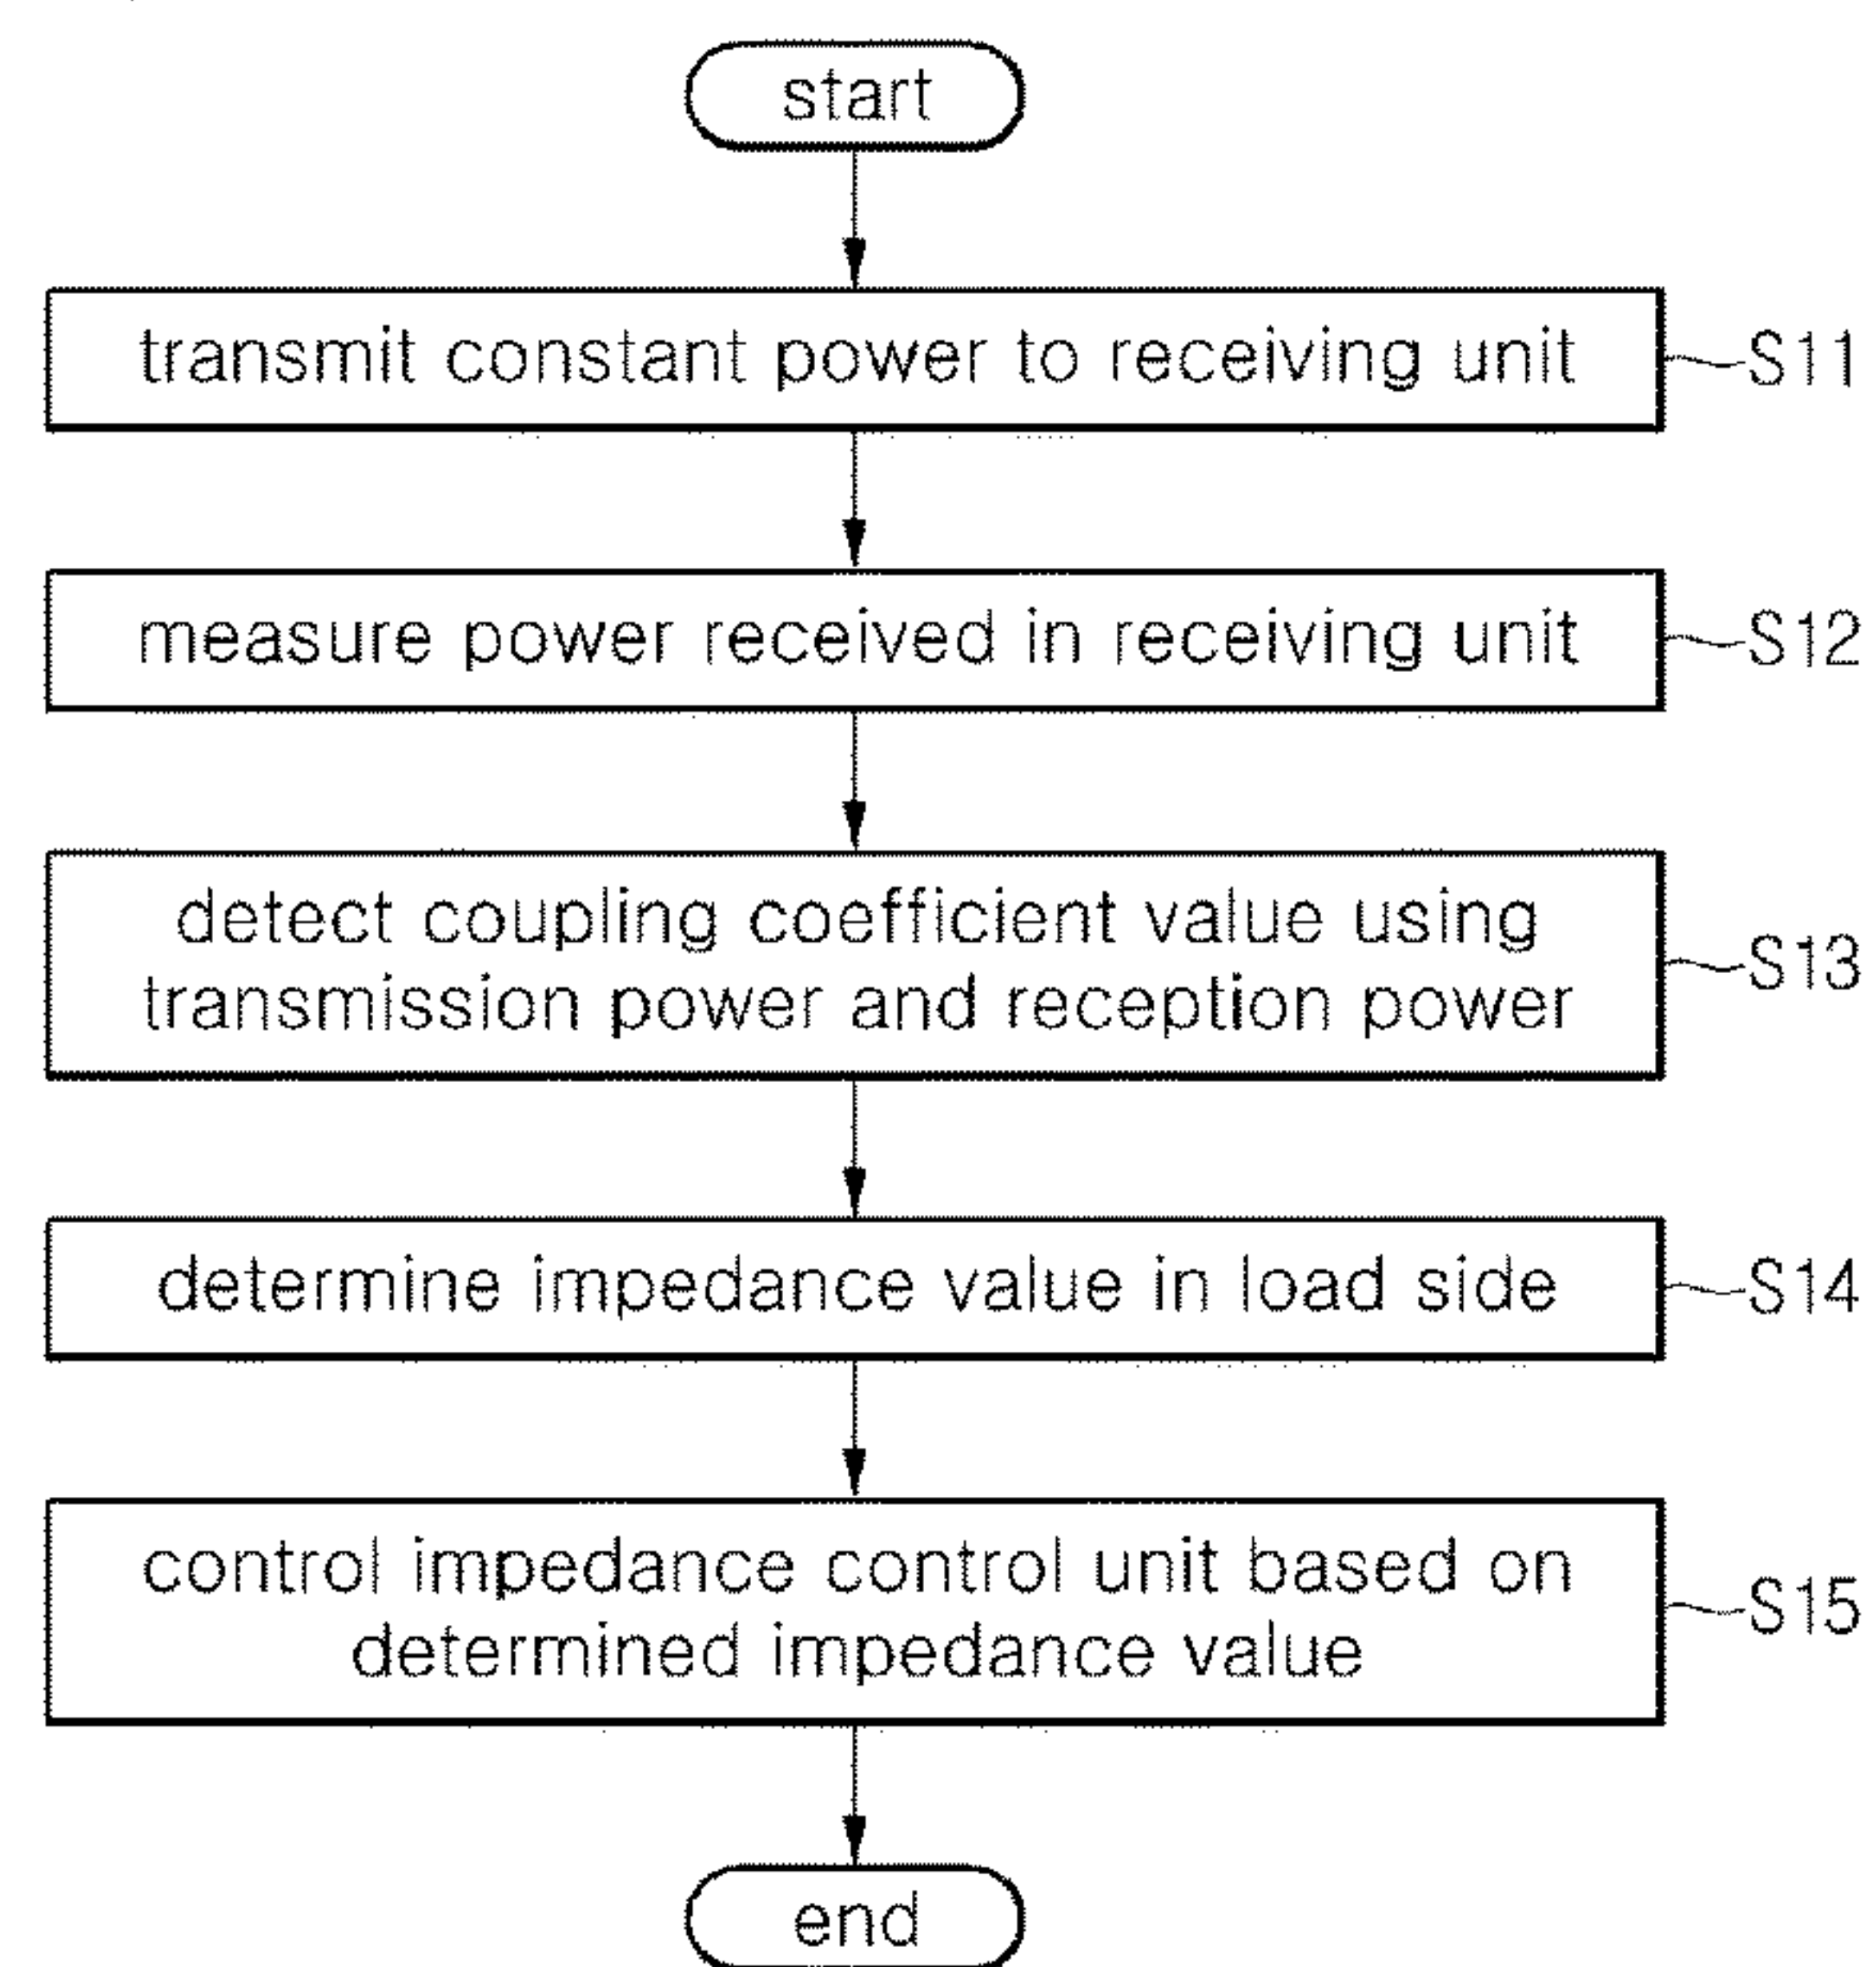 start
transmit constant power to receiving unit
S11
measure power received in receiving unit
S12
detect coupling coefficient value using
transmission power and reception power
S13
determine impedance value in load side
S14
control impedance control unit based on
determined impedance value
S15
end